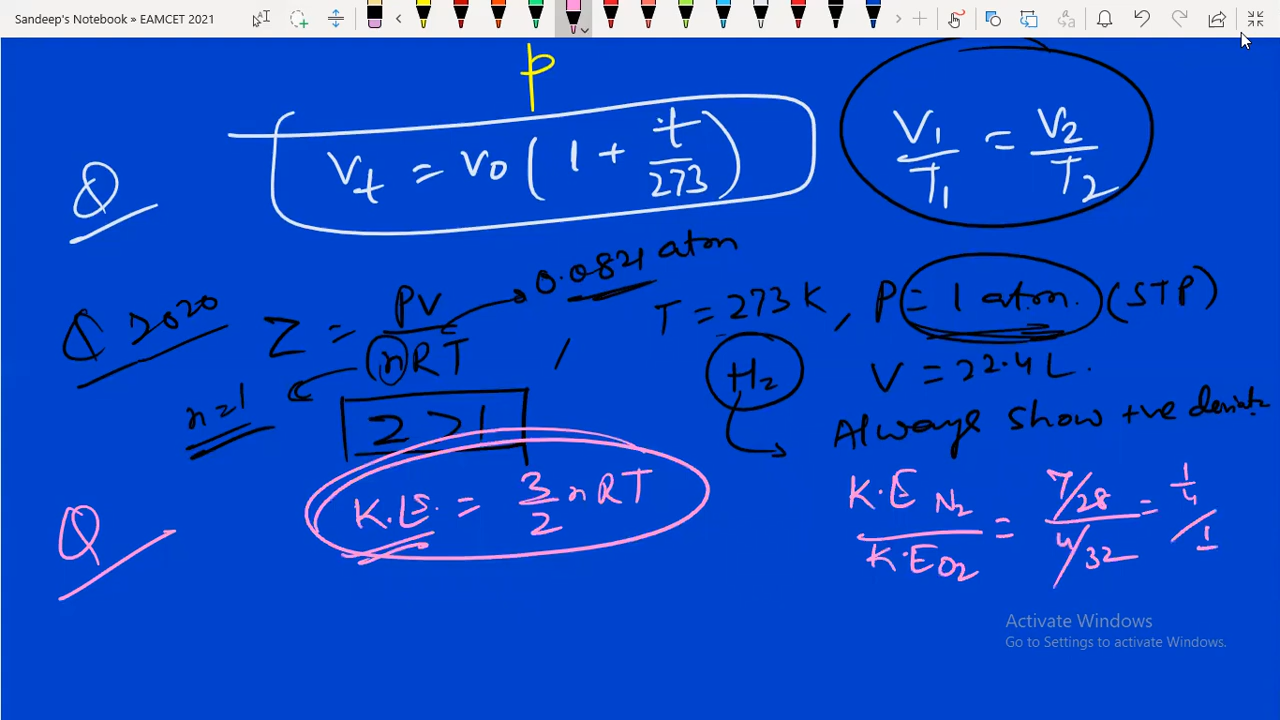 Sandeep's Notebook » EAMCET 2021
P
Q Vt = V0 ( 1 + t/273 ) V1/T1 = V2/T2
Q 2020 Z = PV/nRT → 0.0821 atm T = 273 K, P = 1 atm. (STP)
n=1 H2 V = 22.4 L.
Z > 1 Always show +ve
Q K.E. = 3/2 nRT K.E N2 / K.E O2 = 7/28 / 4/32 = 1/4 / 1
Activate Windows
Go to Settings to activate Windows.